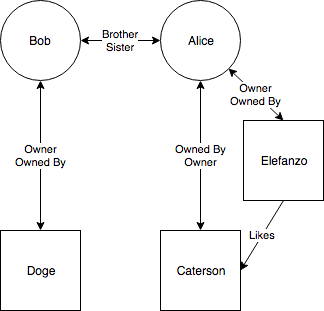 Bob
Brother
Sister
Alice
Owner
Owned By
Owner
Owned By
Owned By
Owner
Elefanzo
Likes
Doge
Caterson